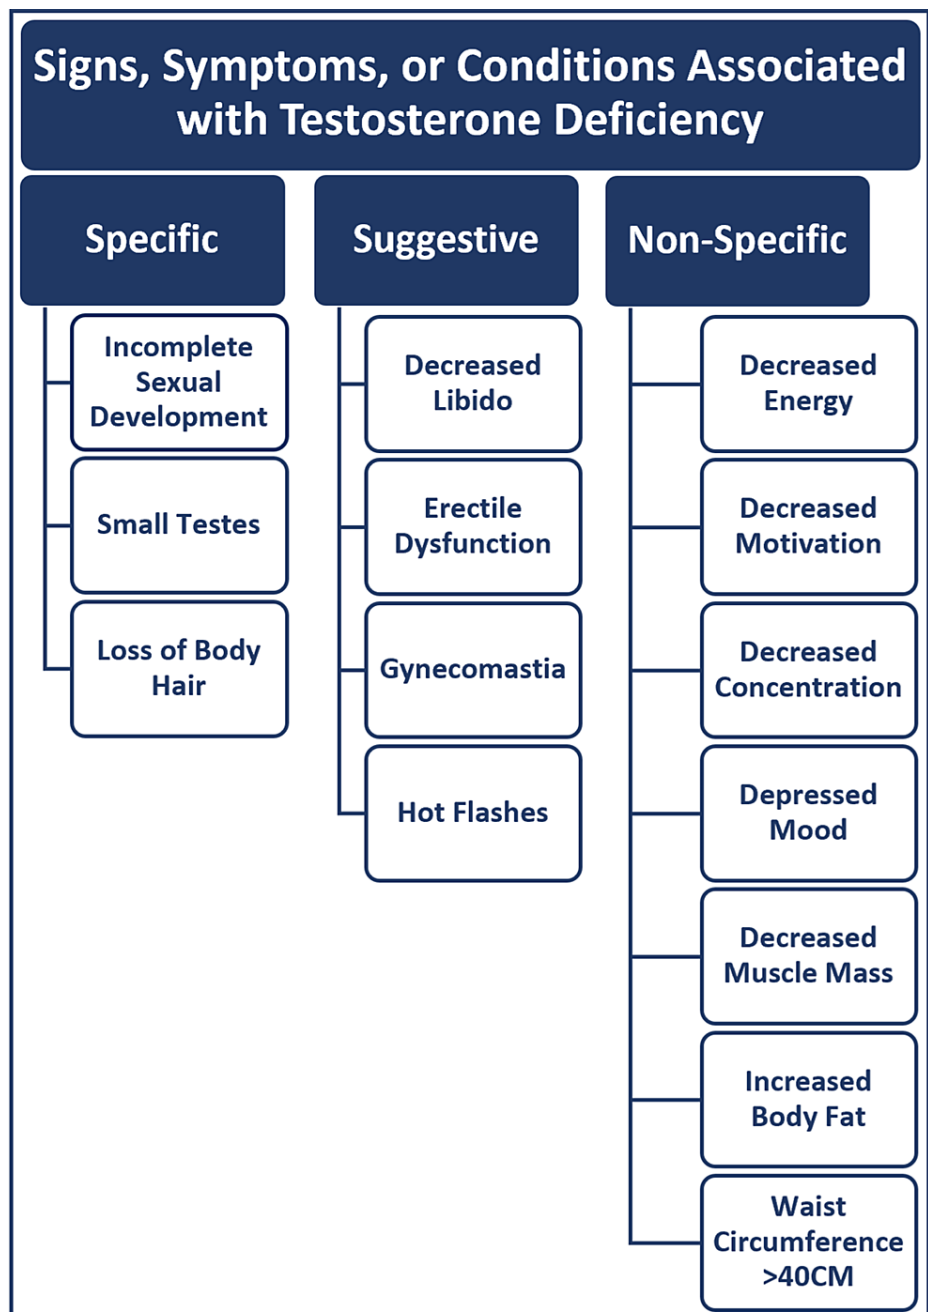 Signs, Symptoms, or Conditions Associated
with Testosterone Deficiency
Specific
Incomplete
Sexual
Development
Small Testes
Loss of Body
Hair
Suggestive
Decreased
Libido
Erectile
Dysfunction
Gynecomastia
Hot Flashes
Non-Specific
Decreased
Energy
Decreased
Motivation
Decreased
Concentration
Depressed
Mood
Decreased
Muscle Mass
Increased
Body Fat
Waist
Circumference
>40CM